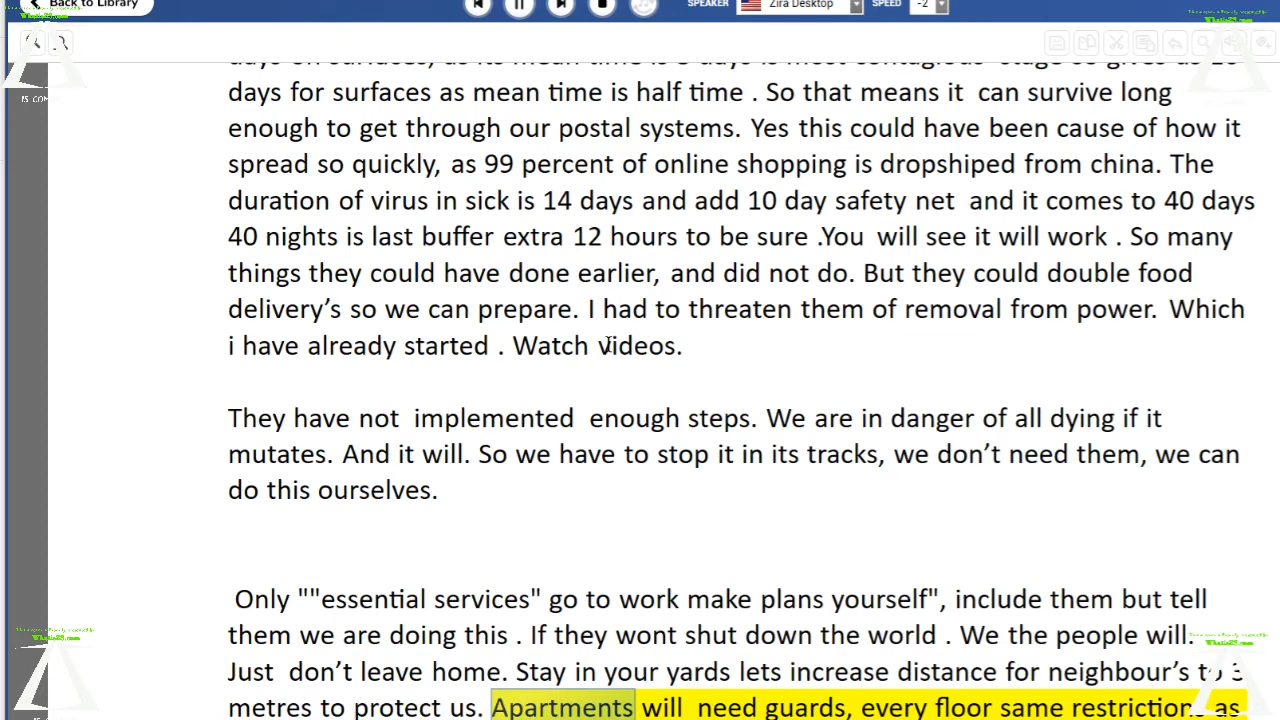 Back to Library
SPEAKER Zira Desktop SPEED -2
days for surfaces as mean time is half time . So that means it can survive long
enough to get through our postal systems. Yes this could have been cause of how it
spread so quickly, as 99 percent of online shopping is dropshiped from china. The
duration of virus in sick is 14 days and add 10 day safety net and it comes to 40 days
40 nights is last buffer extra 12 hours to be sure .You will see it will work . So many
things they could have done earlier, and did not do. But they could double food
delivery’s so we can prepare. I had to threaten them of removal from power. Which
i have already started . Watch videos.
They have not implemented enough steps. We are in danger of all dying if it
mutates. And it will. So we have to stop it in its tracks, we don’t need them, we can
do this ourselves.
Only ""essential services" go to work make plans yourself", include them but tell
them we are doing this . If they wont shut down the world . We the people will.
Just don’t leave home. Stay in your yards lets increase distance for neighbour’s to 3
metres to protect us. Apartments will need guards, every floor same restrictions as
IS COM